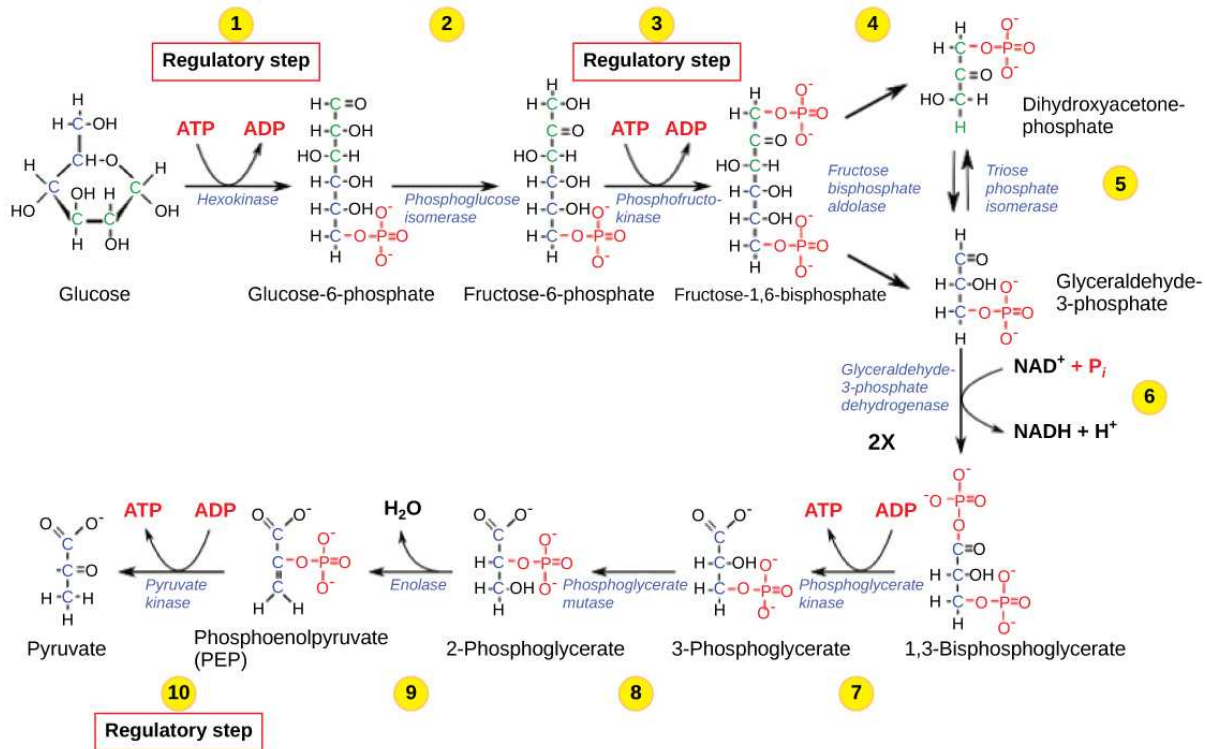 1
2
3
4
Regulatory step
Regulatory step
ATP
ADP
Hexokinase
Phosphoglucose
isomerase
ATP
ADP
Phosphofructo-
kinase
Fructose
bisphosphate
aldolase
Dihydroxyacetone-
phosphate
Triose
phosphate
isomerase
5
Glucose
Glucose-6-phosphate
Fructose-6-phosphate
Fructose-1,6-bisphosphate
Glyceraldehyde-
3-phosphate
Glyceraldehyde-
3-phosphate
dehydrogenase
NAD⁺ + Pᵢ
NADH + H⁺
6
2X
ATP
ADP
Pyruvate
kinase
H₂O
Enolase
Phosphoglycerate
mutase
ATP
ADP
Phosphoglycerate
kinase
Pyruvate
Phosphoenolpyruvate
(PEP)
2-Phosphoglycerate
3-Phosphoglycerate
1,3-Bisphosphoglycerate
10
9
8
7
Regulatory step